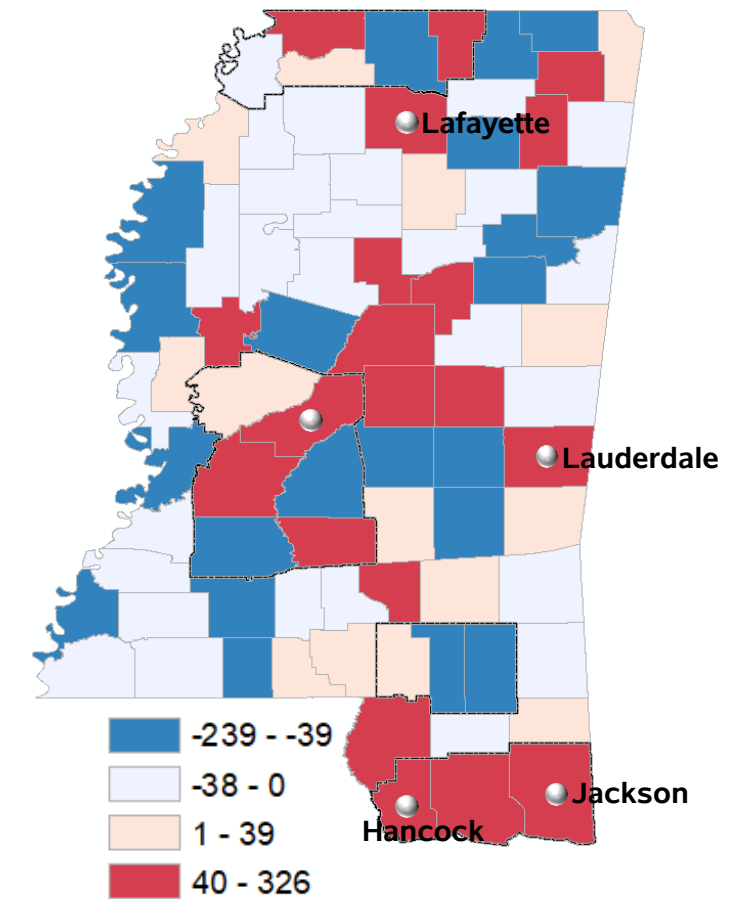 Lafayette
Lauderdale
-239 - -39
-38 - 0
Jackson
1 - 39
Hancock
40 - 326